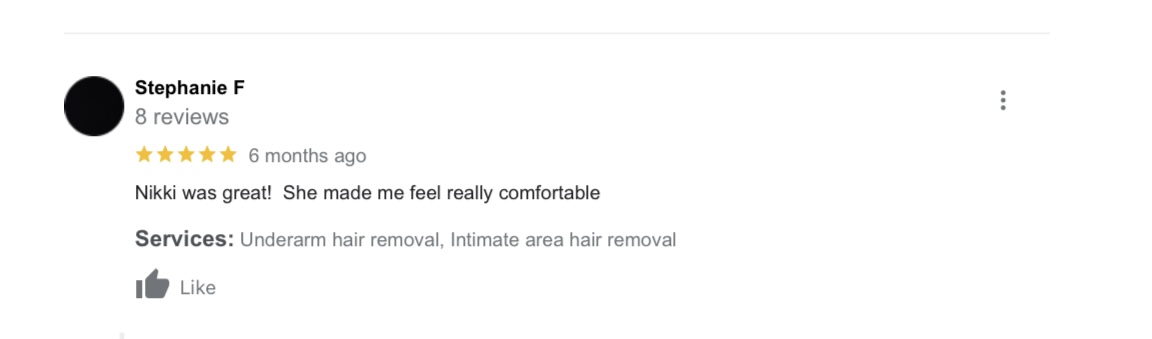 Stephanie F
8 reviews
6 months ago
Nikki was great!  She made me feel really comfortable
Services: Underarm hair removal, Intimate area hair removal
Like